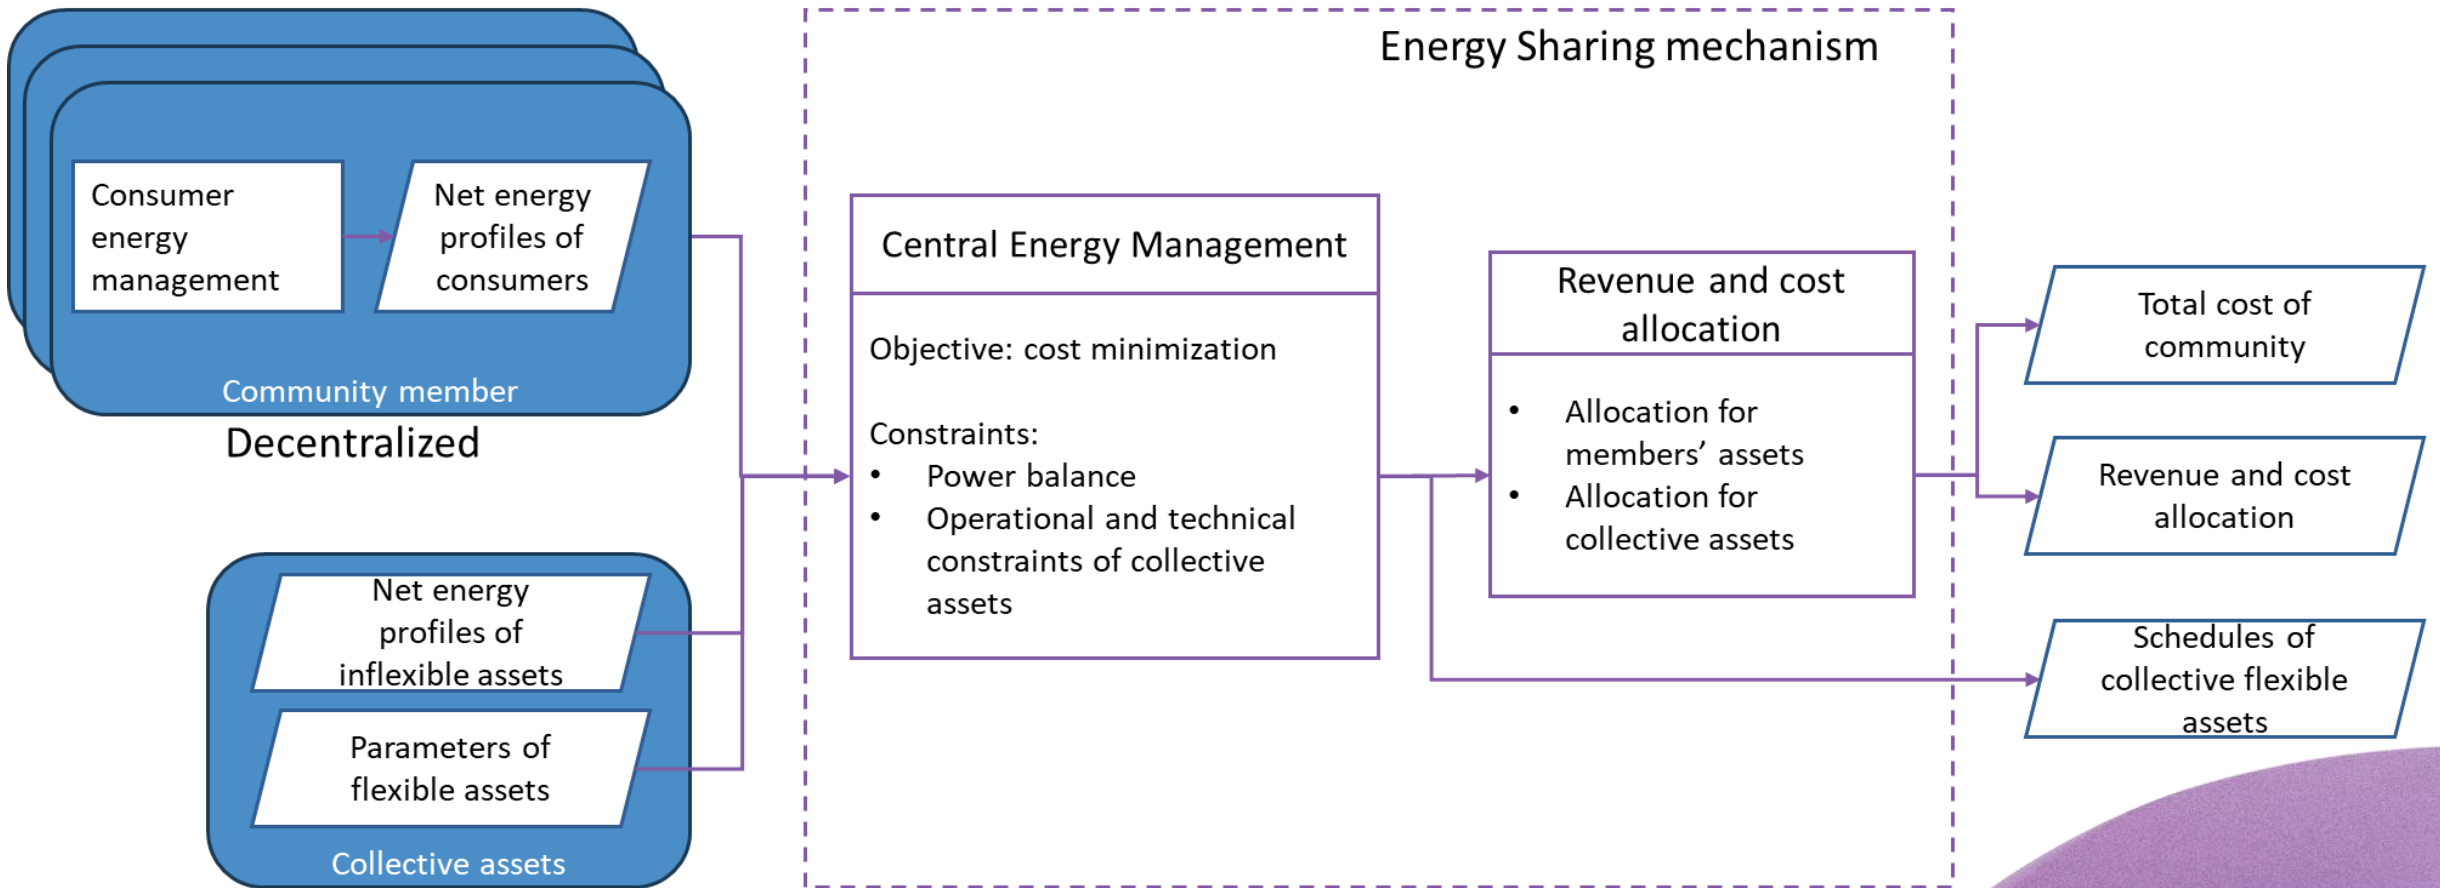 Energy Sharing mechanism
Consumer
energy
management
Net energy
profiles of
consumers
Community member
Decentralized
Net energy
profiles of
inflexible assets
Parameters of
flexible assets
Collective assets
Central Energy Management
Objective: cost minimization
Constraints:
• Power balance
• Operational and technical
constraints of collective
assets
Revenue and cost
allocation
• Allocation for
members’ assets
• Allocation for
collective assets
Total cost of
community
Revenue and cost
allocation
Schedules of
collective flexible
assets